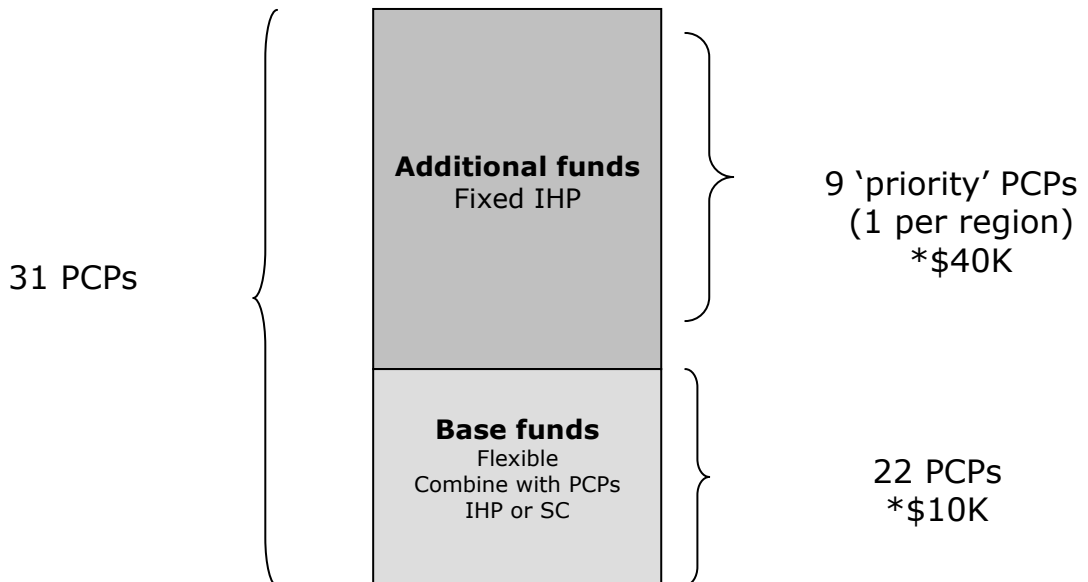 31 PCPs
Additional funds
Fixed IHP
9 ‘priority’ PCPs
(1 per region)
*$40K
Base funds
Flexible
Combine with PCPs
IHP or SC
22 PCPs
*$10K